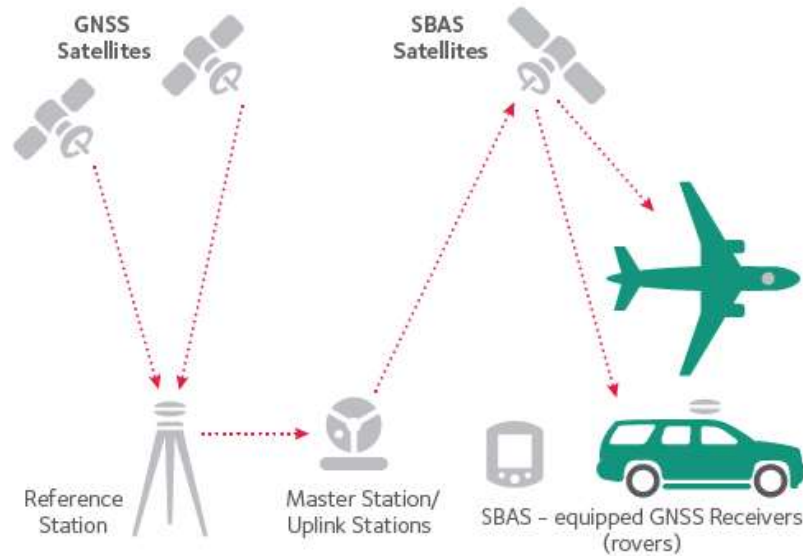 GNSS
Satellites
SBAS
Satellites
Reference
Station
Master Station/
Uplink Stations
SBAS – equipped GNSS Receivers
(rovers)